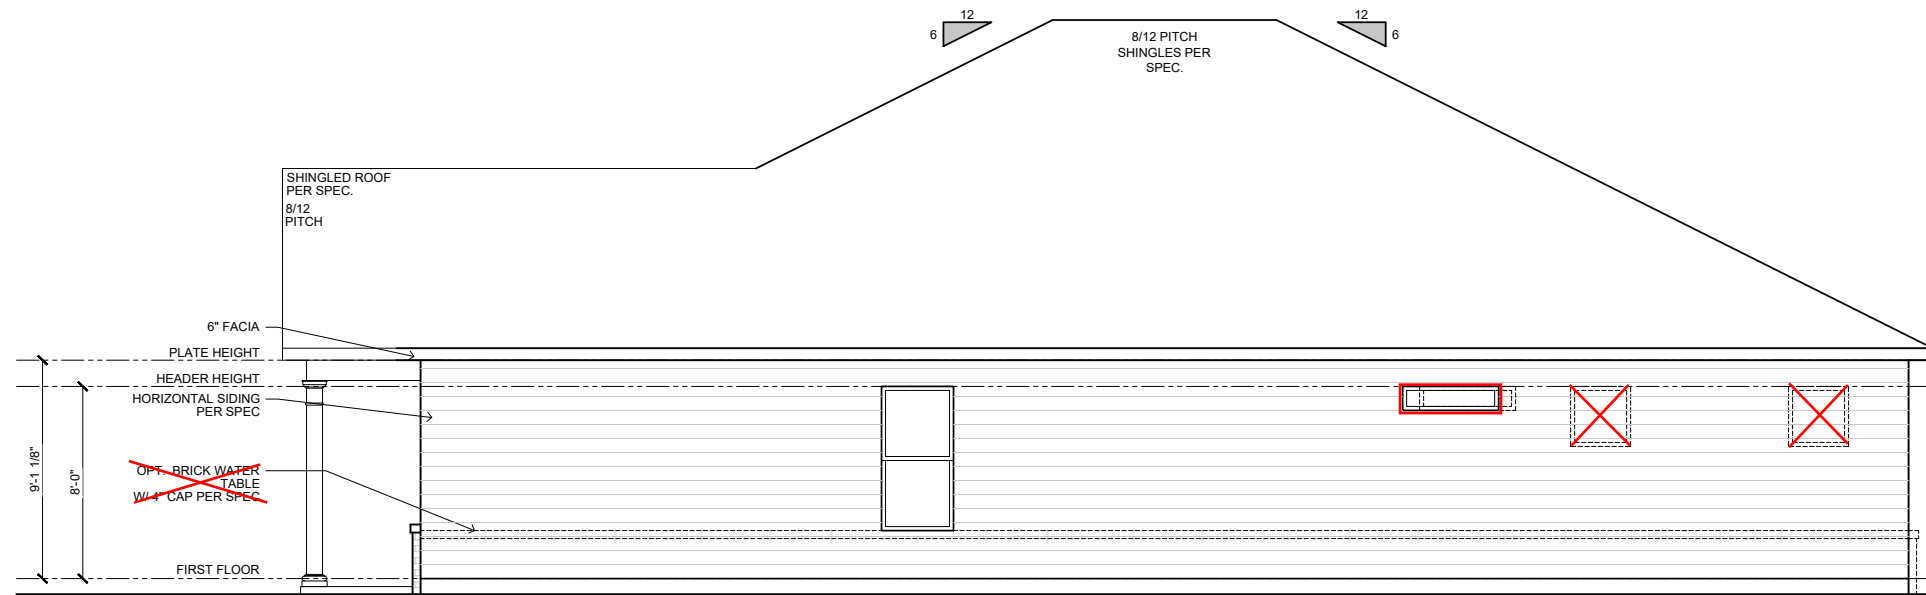 12
6
8/12 PITCH
SHINGLES PER
SPEC.
12
6
SHINGLED ROOF
PER SPEC.
8/12
PITCH
6" FACIA
PLATE HEIGHT
HEADER HEIGHT
HORIZONTAL SIDING
PER SPEC
9'-1 1/8"
8'-0"
OPT. BRICK WATER
TABLE
W/ 4" CAP PER SPEC
FIRST FLOOR